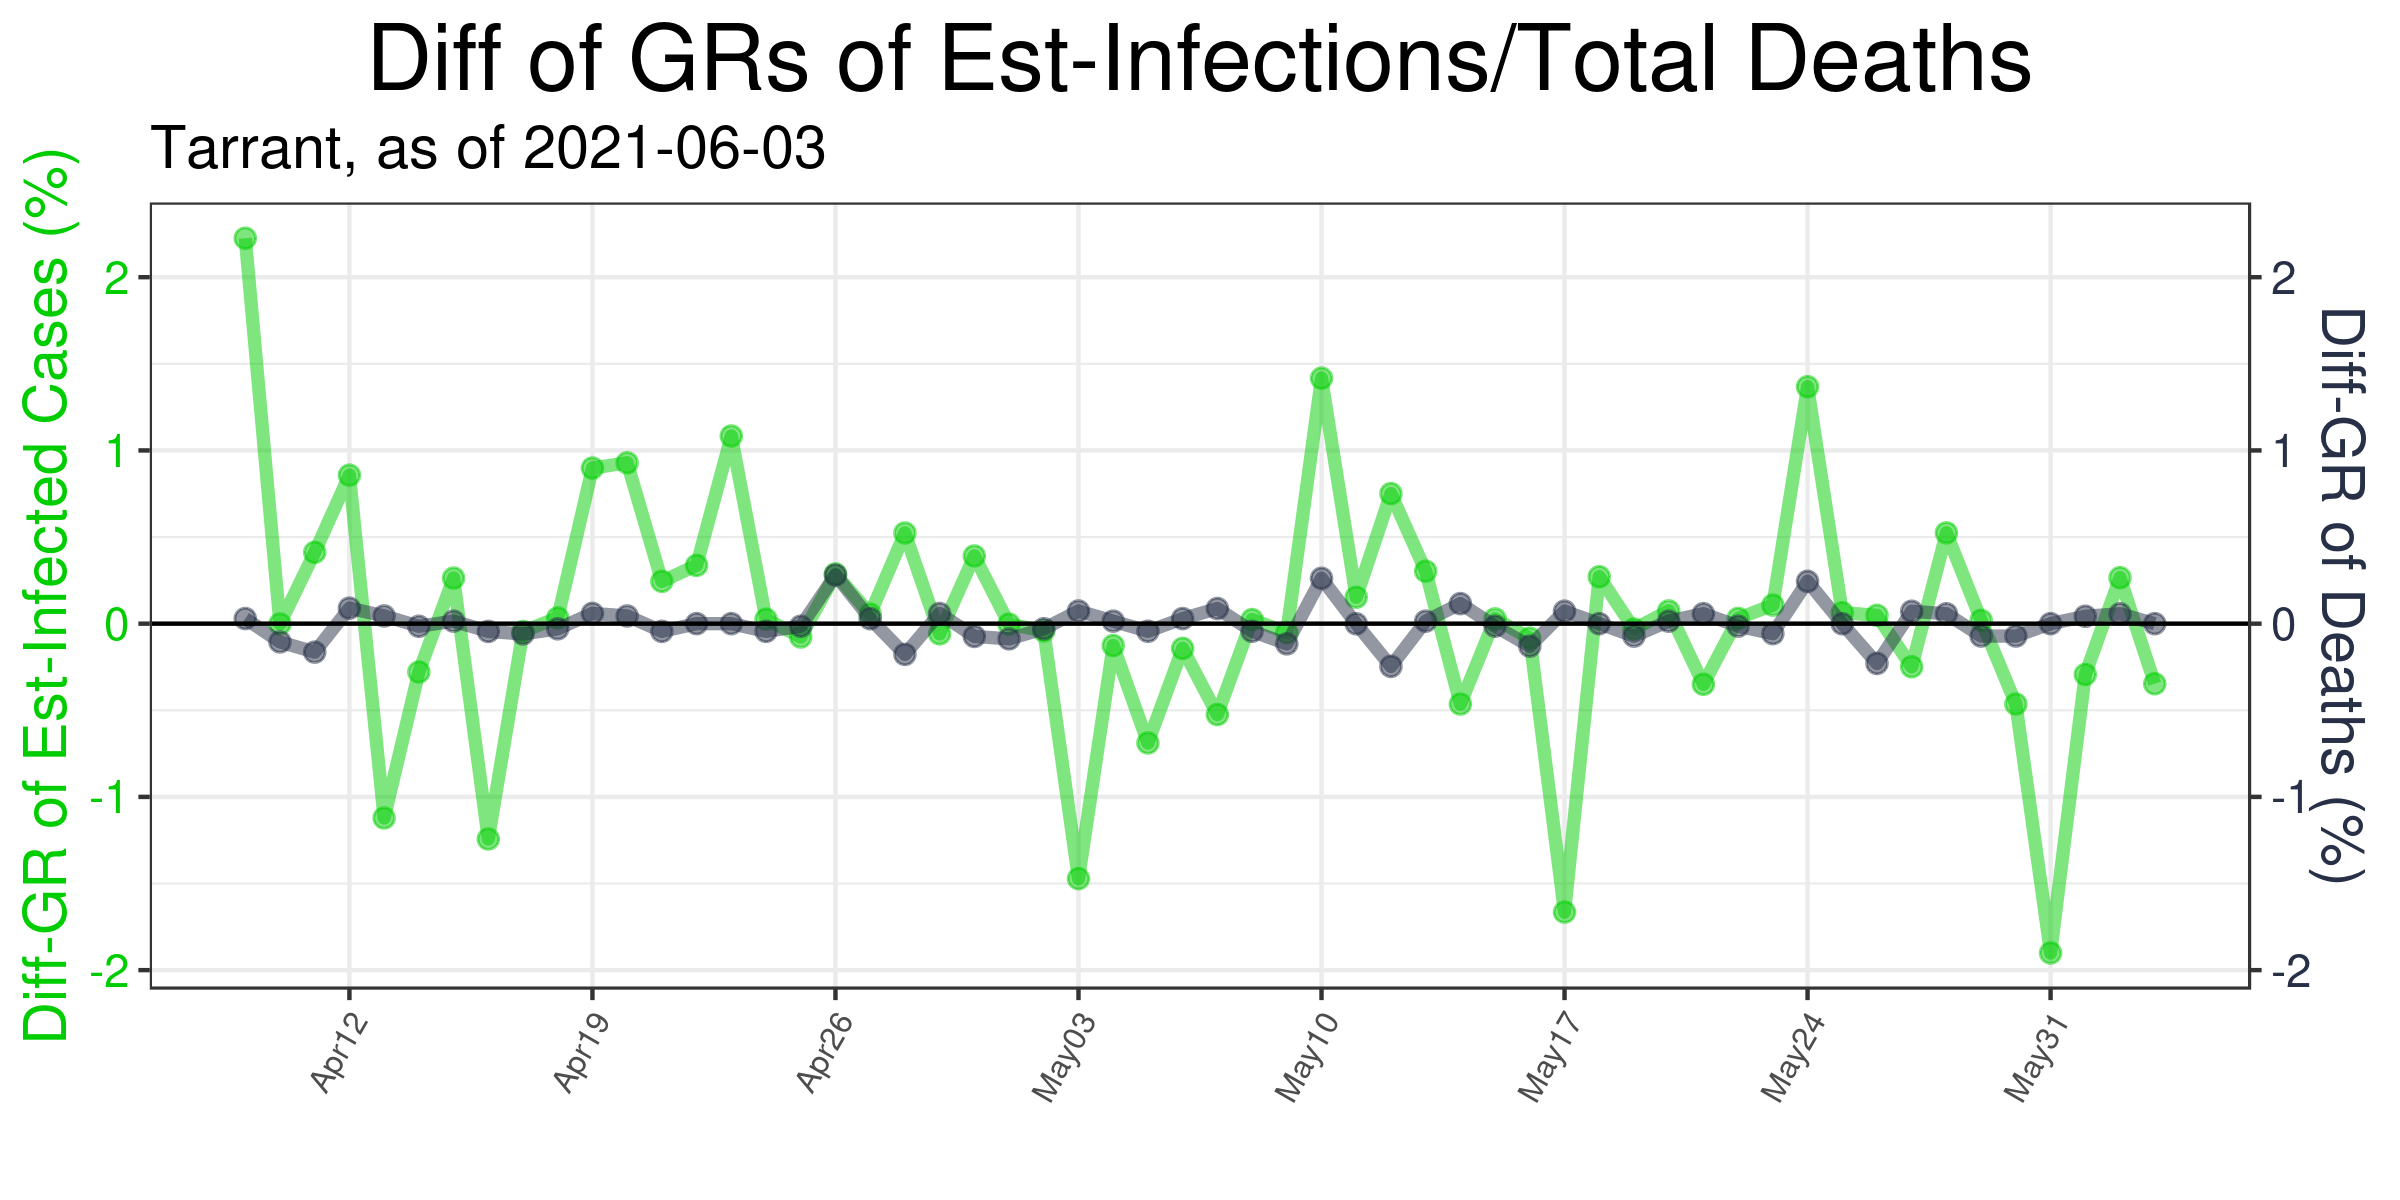 Diff of GRs of Est-Infections/Total Deaths
Tarrant, as of 2021-06-03
Diff-GR of Est-Infected Cases (%)
2
1
0
-1
-2
2
1
0
-1
-2
Diff-GR of Deaths (%)
Apr12
Apr19
Apr26
May03
May10
May17
May24
May31